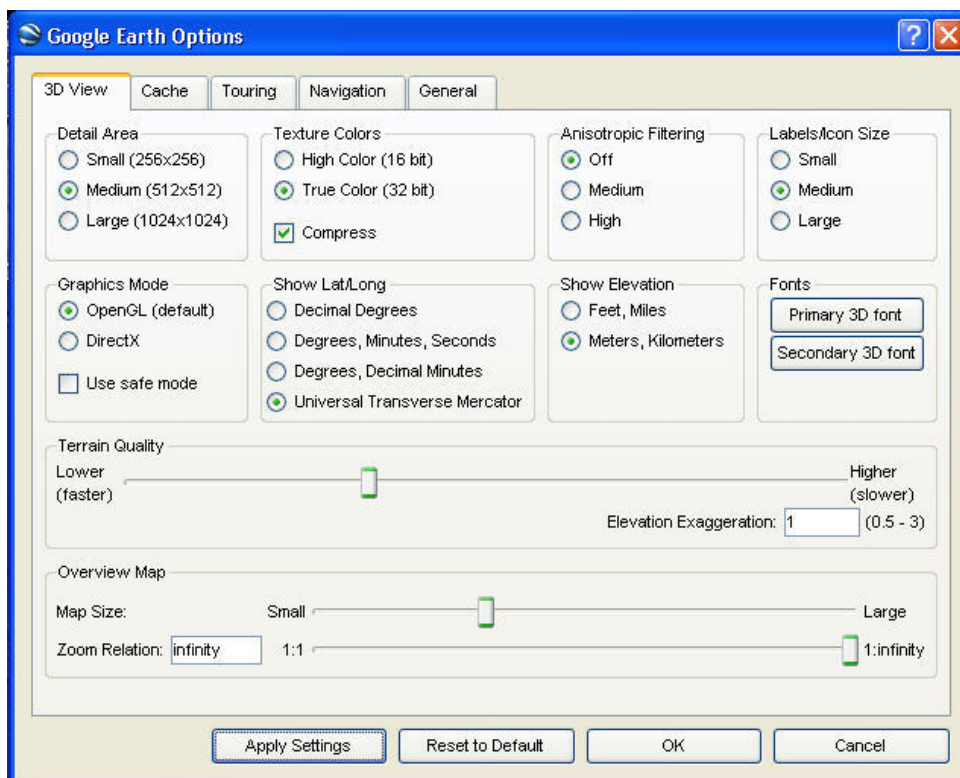 Google Earth Options
3D View Cache Touring Navigation General
Detail Area
Small (256x256)
Medium (512x512)
Large (1024x1024)
Texture Colors
High Color (16 bit)
True Color (32 bit)
Compress
Anisotropic Filtering
Off
Medium
High
Labels/Icon Size
Small
Medium
Large
Graphics Mode
OpenGL (default)
DirectX
Use safe mode
Show Lat/Long
Decimal Degrees
Degrees, Minutes, Seconds
Degrees, Decimal Minutes
Universal Transverse Mercator
Show Elevation
Feet, Miles
Meters, Kilometers
Fonts
Primary 3D font
Secondary 3D font
Terrain Quality
Lower
(faster)
Higher
(slower)
Elevation Exaggeration: 1 (0.5 - 3)
Overview Map
Map Size: Small Large
Zoom Relation: infinity 1:1 1:infinity
Apply Settings Reset to Default OK Cancel